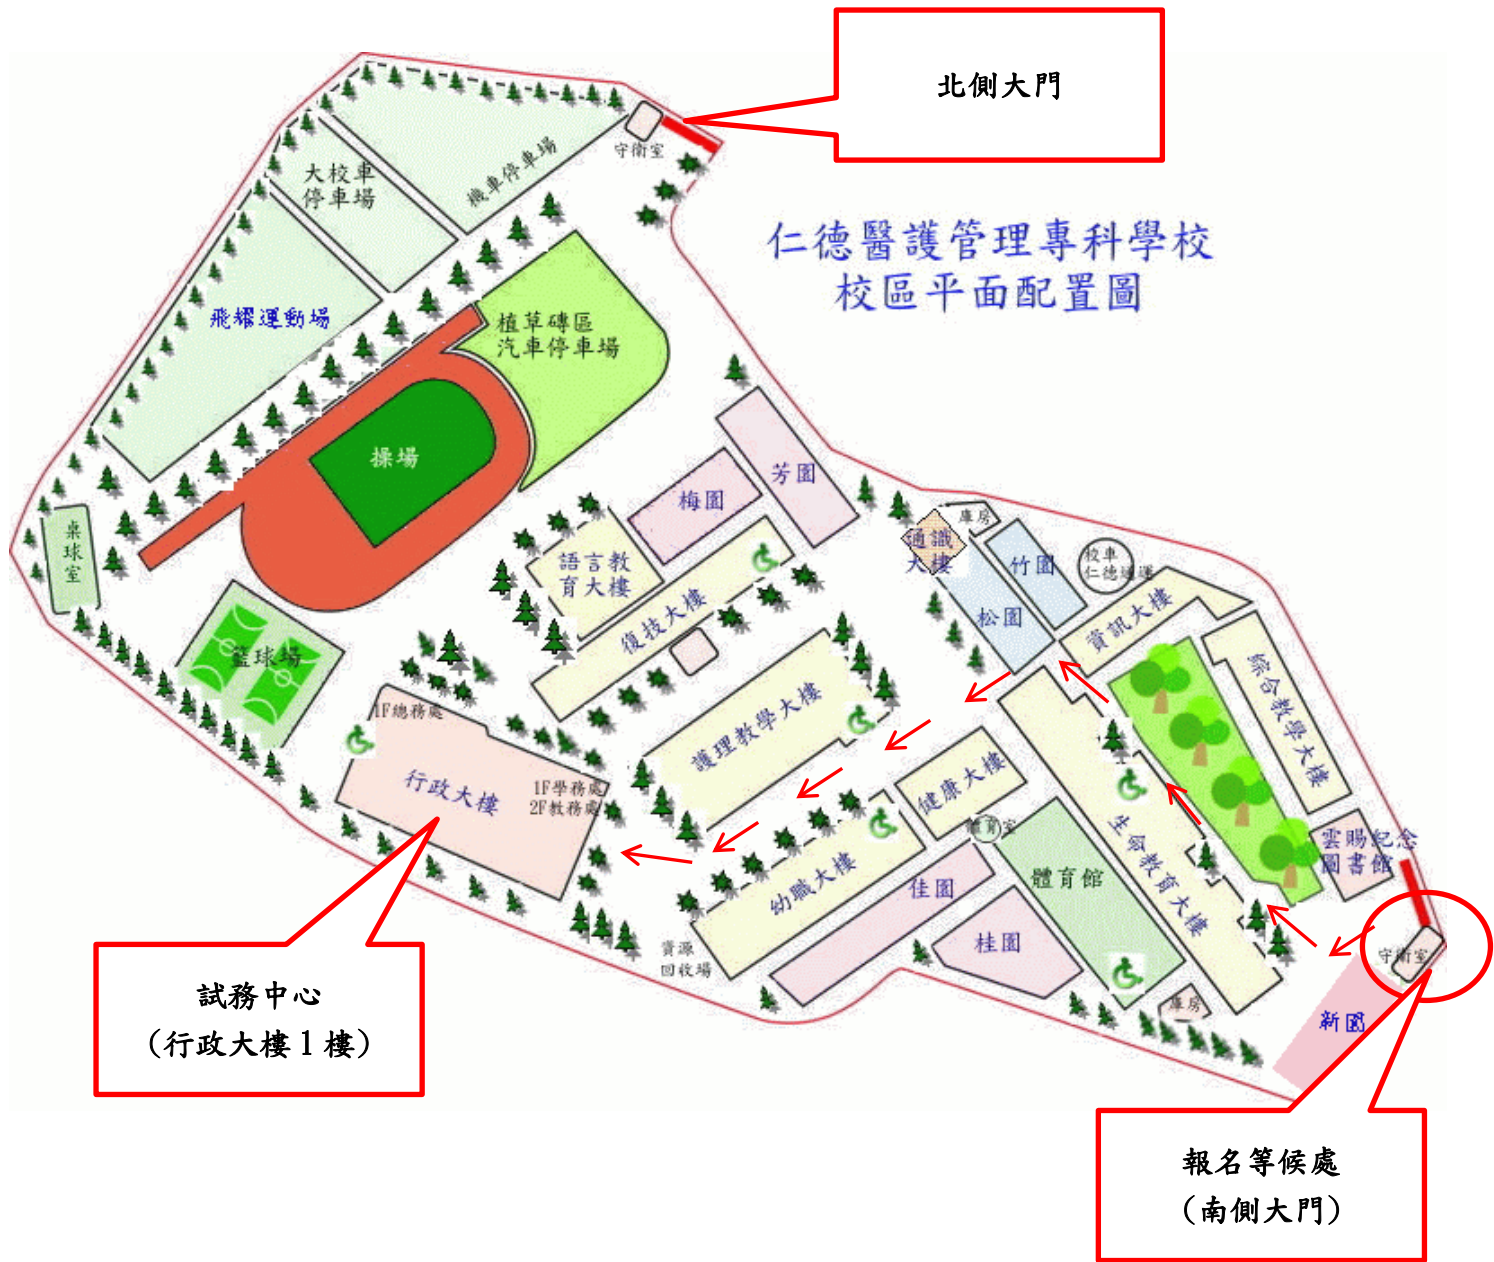 北側大門
守衛室
機車停車場
大校車
停車場
仁德醫護管理專科學校
校區平面配置圖
飛耀運動場
植草磚區
汽車停車場
操場
芳園
梅園
桌球室
語言教
育大樓
復技大樓
通識
大樓
庫房
竹園
校車
仁德通運
松園
資訊大樓
籃球場
綜合教學大樓
1F總務處
護理教學大樓
行政大樓
1F學務處
2F教務處
健康大樓
體育室
生命教育大樓
雲賜紀念
圖書館
幼職大樓
佳園
體育館
桂園
資源
回收場
守衛室
庫房
新園
試務中心
（行政大樓1樓）
報名等候處
（南側大門）